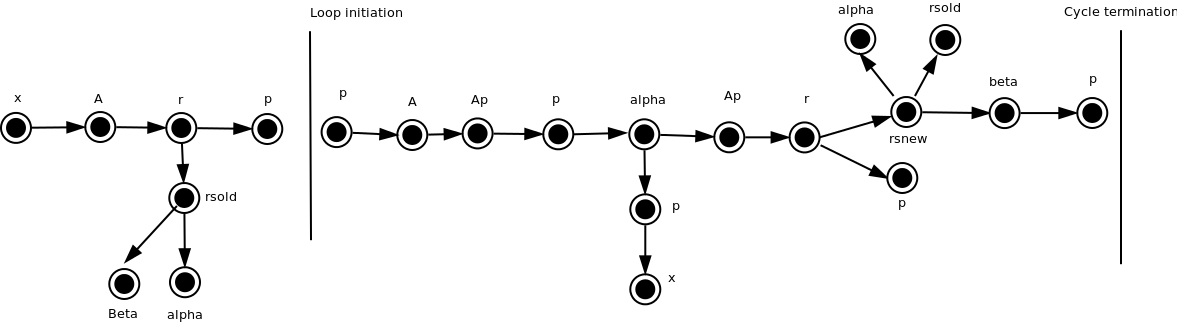 Loop initiation
alpha
rsold
Cycle termination
x
A
r
p
p
A
Ap
p
alpha
Ap
r
beta
p
rsnew
rsold
p
p
x
Beta
alpha